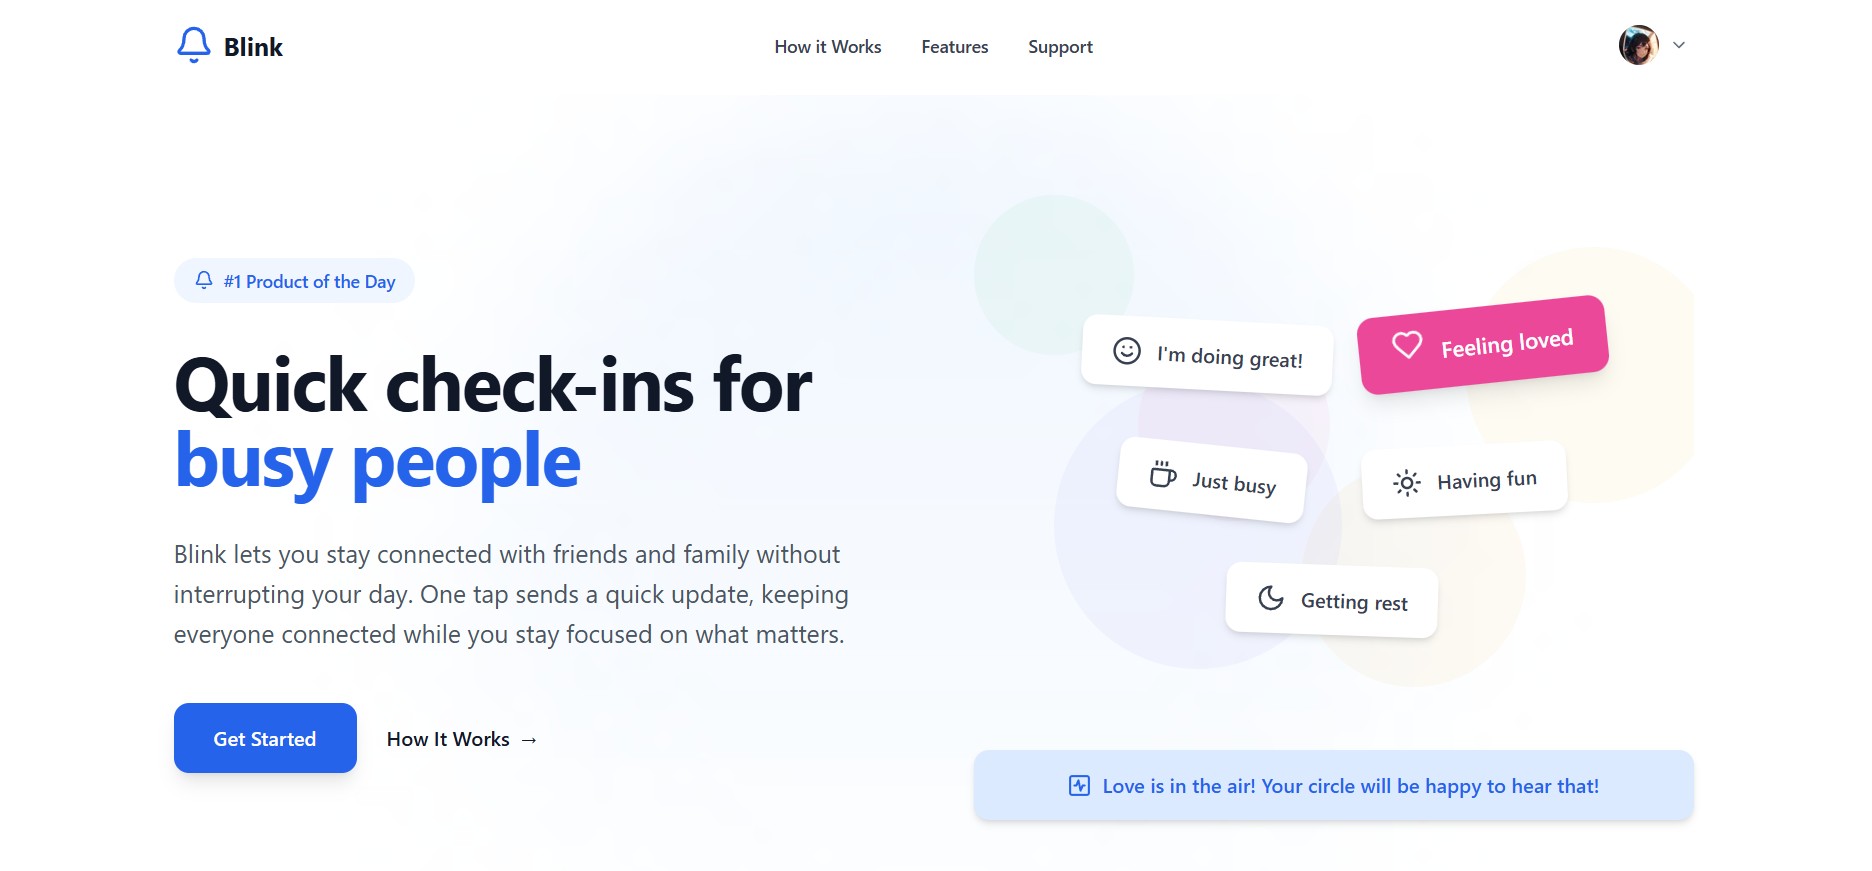 Blink
How it Works
Features
Support
#1 Product of the Day
Quick check-ins for
busy people
Blink lets you stay connected with friends and family without
interrupting your day. One tap sends a quick update, keeping
everyone connected while you stay focused on what matters.
Get Started
How It Works →
I'm doing great!
Feeling loved
Just busy
Having fun
Getting rest
Love is in the air! Your circle will be happy to hear that!